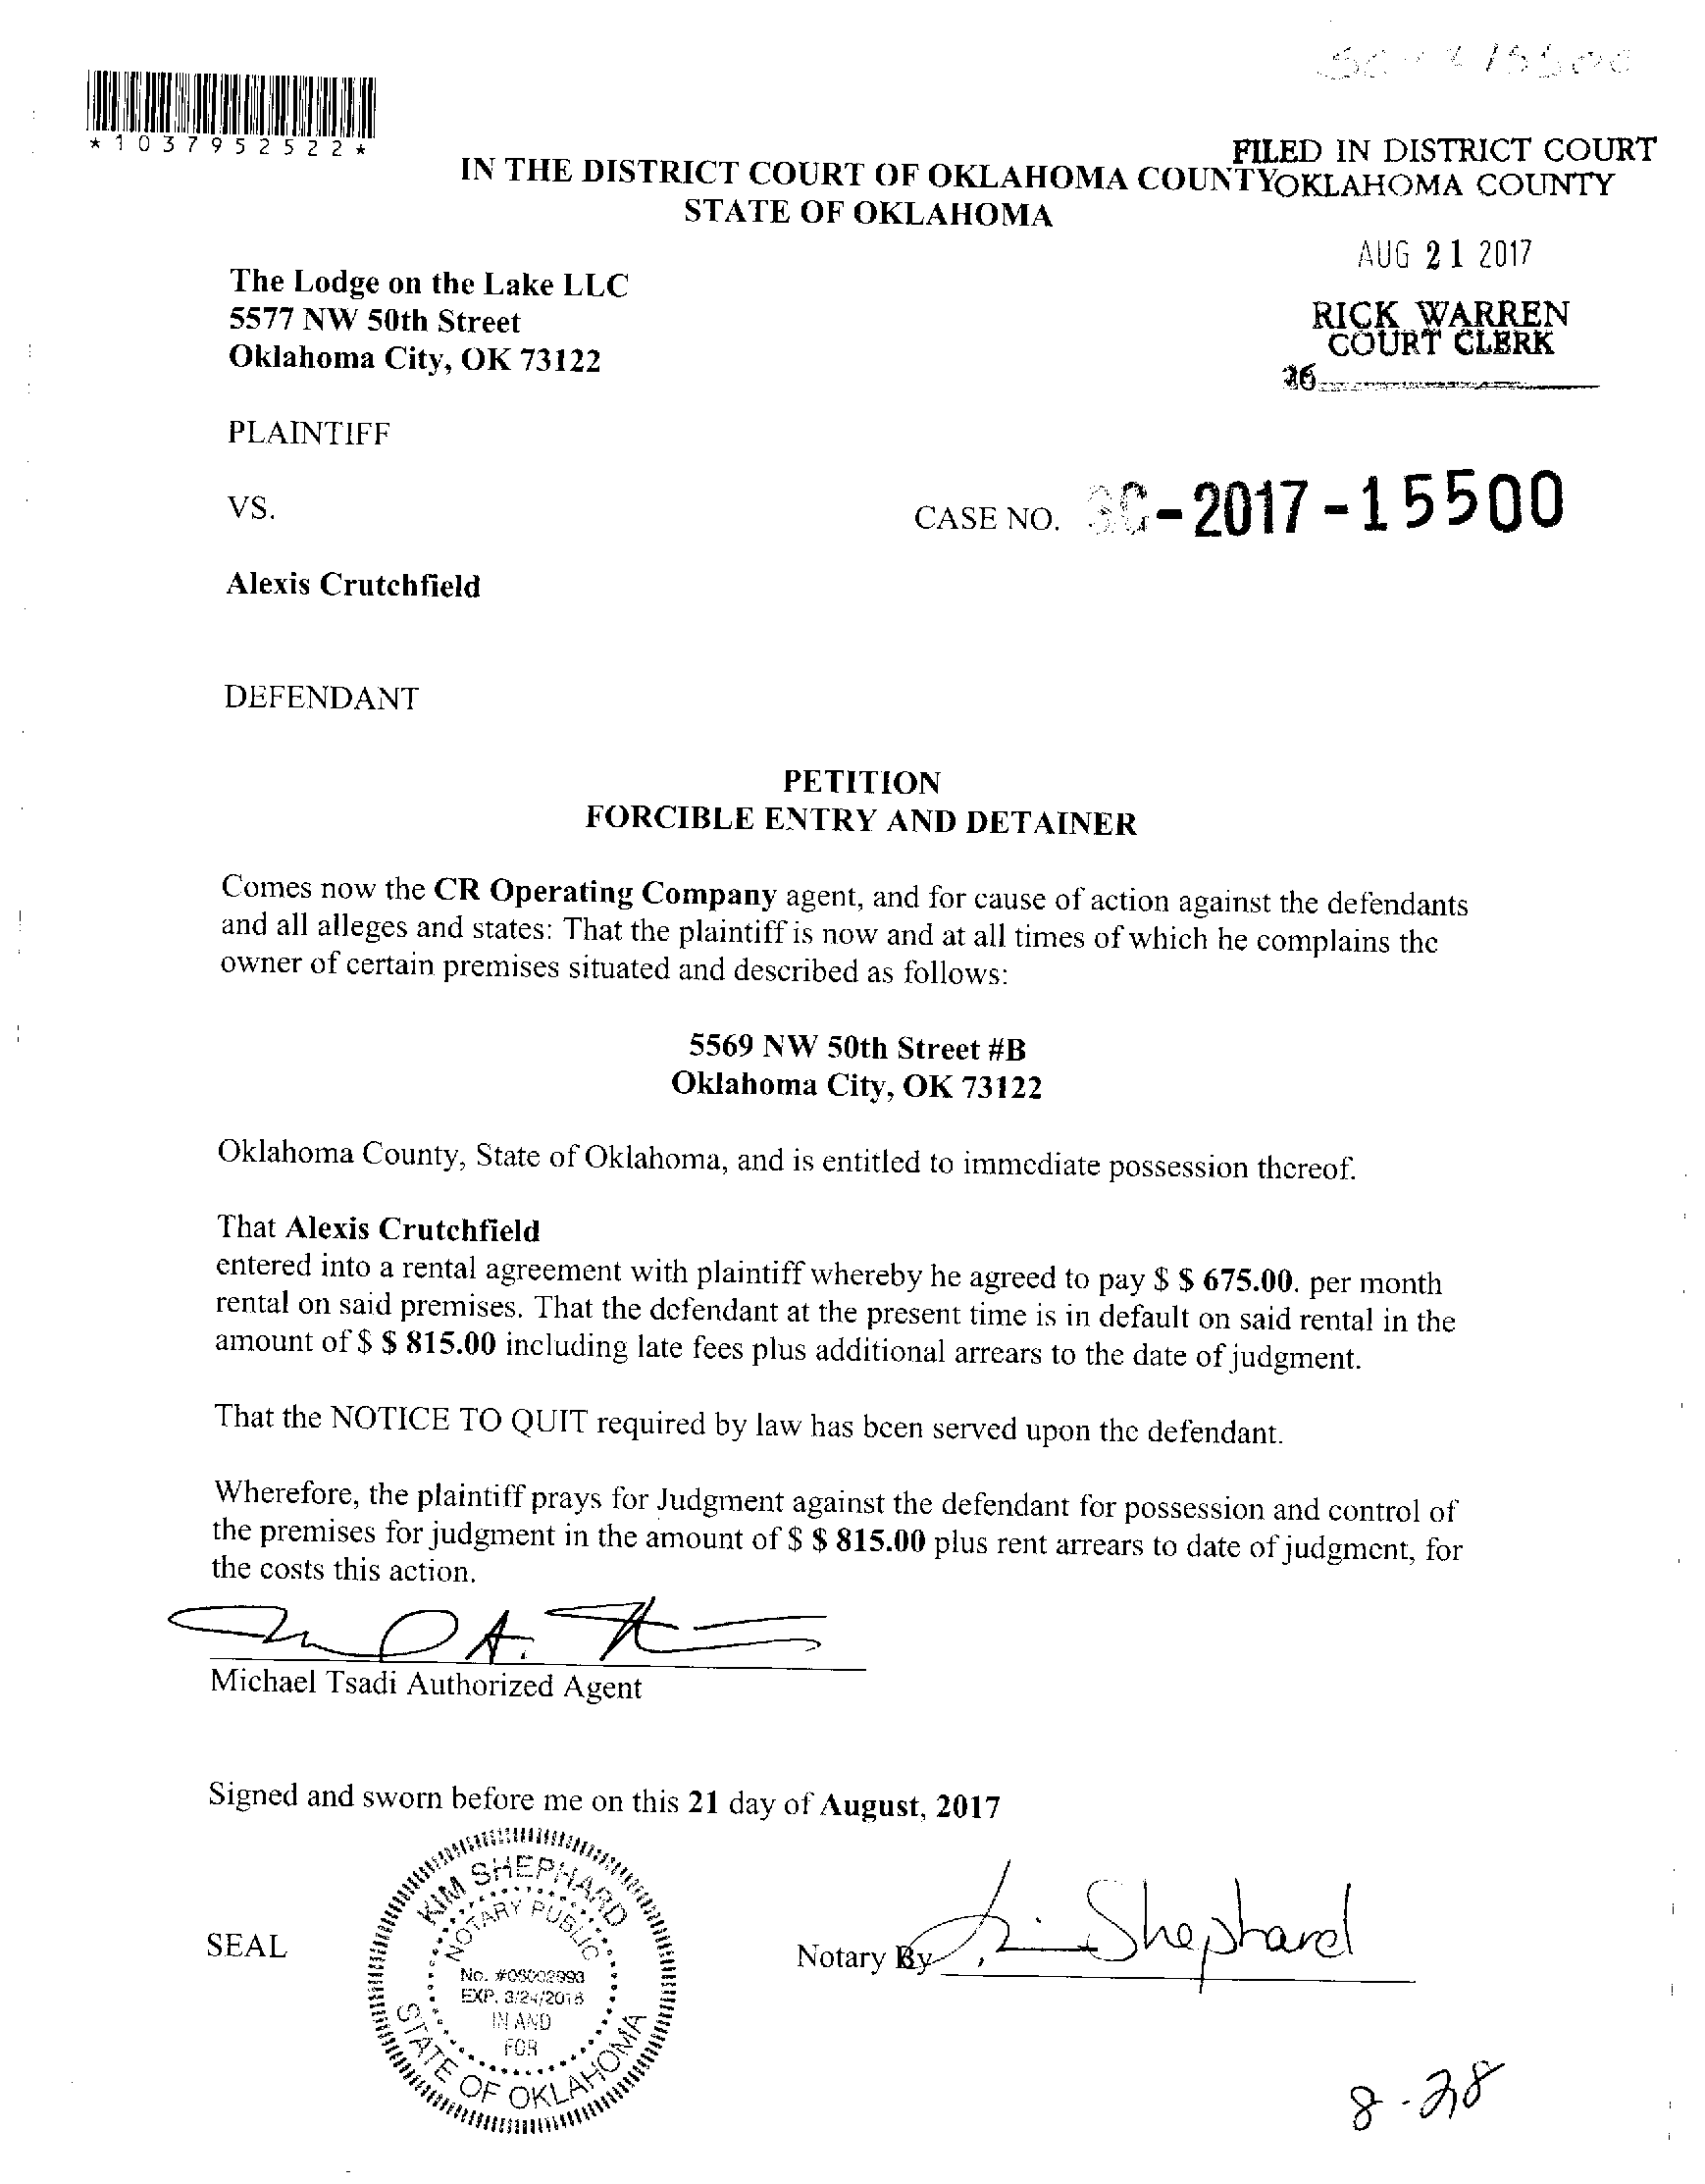 *1037952522*
FILED IN DISTRICT COURT
OKLAHOMA COUNTY
IN THE DISTRICT COURT OF OKLAHOMA COUNTY
STATE OF OKLAHOMA
AUG 21 2017
RICK WARREN
COURT CLERK
The Lodge on the Lake LLC
5577 NW 50th Street
Oklahoma City, OK 73122
PLAINTIFF
VS.
CASE NO. SC-2017-15500
Alexis Crutchfield
DEFENDANT
PETITION
FORCIBLE ENTRY AND DETAINER
Comes now the CR Operating Company agent, and for cause of action against the defendants
and all alleges and states: That the plaintiff is now and at all times of which he complains the
owner of certain premises situated and described as follows:
5569 NW 50th Street #B
Oklahoma City, OK 73122
Oklahoma County, State of Oklahoma, and is entitled to immediate possession thereof.
That Alexis Crutchfield
entered into a rental agreement with plaintiff whereby he agreed to pay $ $ 675.00. per month
rental on said premises. That the defendant at the present time is in default on said rental in the
amount of $ $ 815.00 including late fees plus additional arrears to the date of judgment.
That the NOTICE TO QUIT required by law has been served upon the defendant.
Wherefore, the plaintiff prays for Judgment against the defendant for possession and control of
the premises for judgment in the amount of $ $ 815.00 plus rent arrears to date of judgment, for
the costs this action.
Michael Tsadi Authorized Agent
Signed and sworn before me on this 21 day of August, 2017
SEAL
KIM SHEPHARD
NOTARY PUBLIC
IN AND
FOR
STATE OF OKLAHOMA
Notary By Kim Shephard
8-28